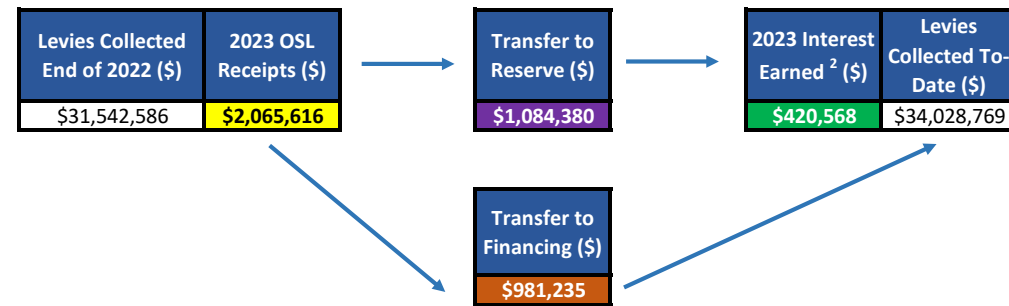 Levies Collected
End of 2022 ($)
2023 OSL
Receipts ($)
$31,542,586
$2,065,616
Transfer to
Reserve ($)
$1,084,380
2023 Interest
Earned ² ($)
Levies
Collected To-
Date ($)
$420,568
$34,028,769
Transfer to
Financing ($)
$981,235